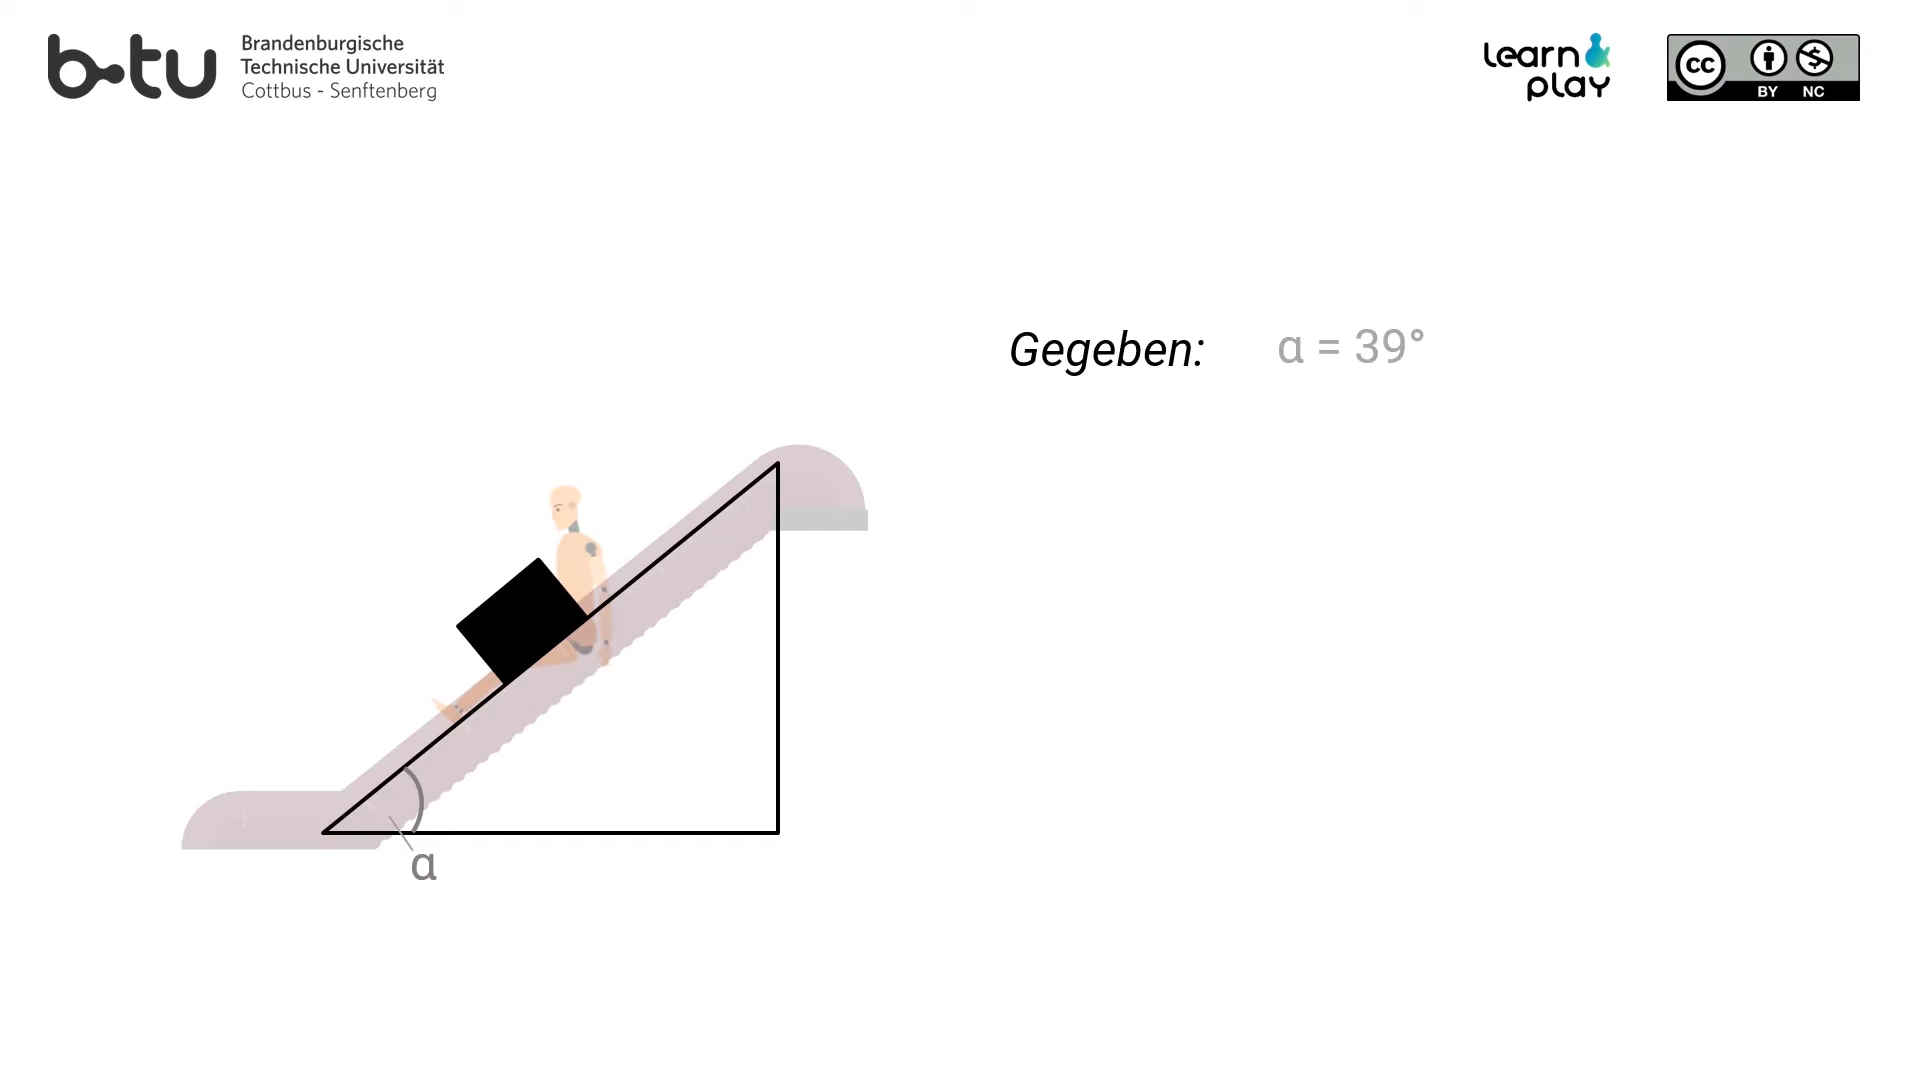 b-tu
Brandenburgische
Technische Universität
Cottbus - Senftenberg
learn &
play
cc
BY NC
Gegeben: α = 39°
α